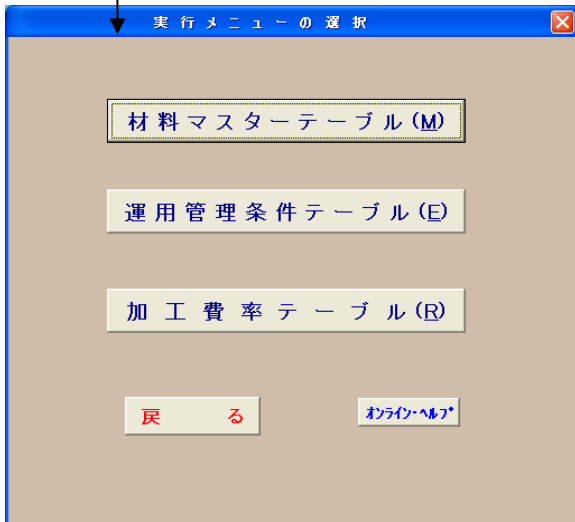 実行メニューの選択
材料マスターテーブル(M)
運用管理条件テーブル(E)
加工費率テーブル(R)
戻る
ｵﾝﾗｲﾝ・ﾍﾙﾌﾟ